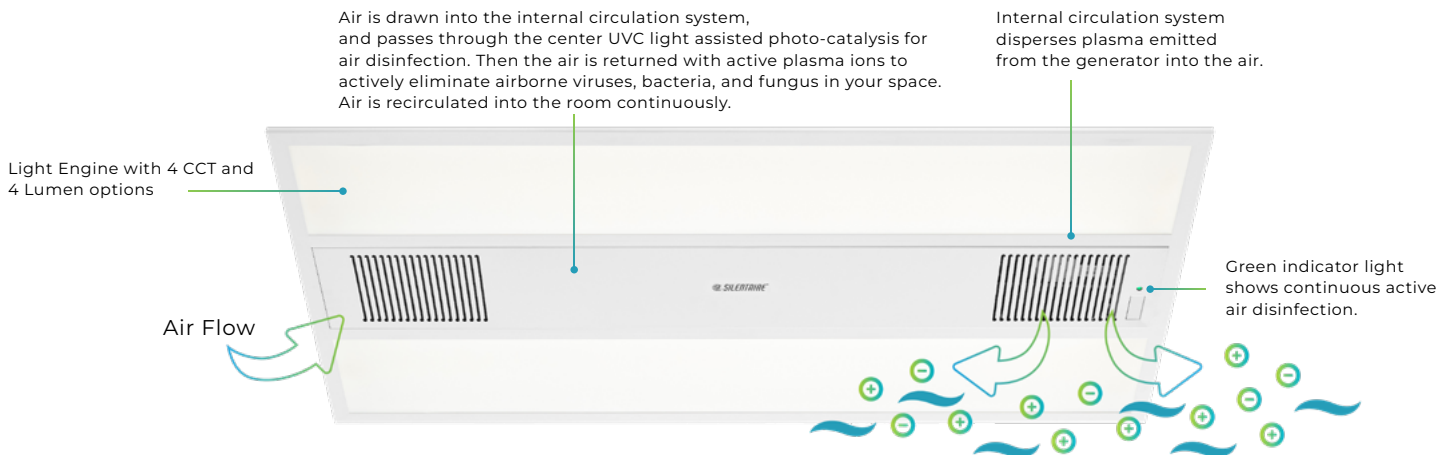 Air is drawn into the internal circulation system,
and passes through the center UVC light assisted photo-catalysis for
air disinfection. Then the air is returned with active plasma ions to
actively eliminate airborne viruses, bacteria, and fungus in your space.
Air is recirculated into the room continuously.
Internal circulation system
disperses plasma emitted
from the generator into the air.
Light Engine with 4 CCT and
4 Lumen options
SILENTAIRE
Green indicator light
shows continuous active
air disinfection.
Air Flow